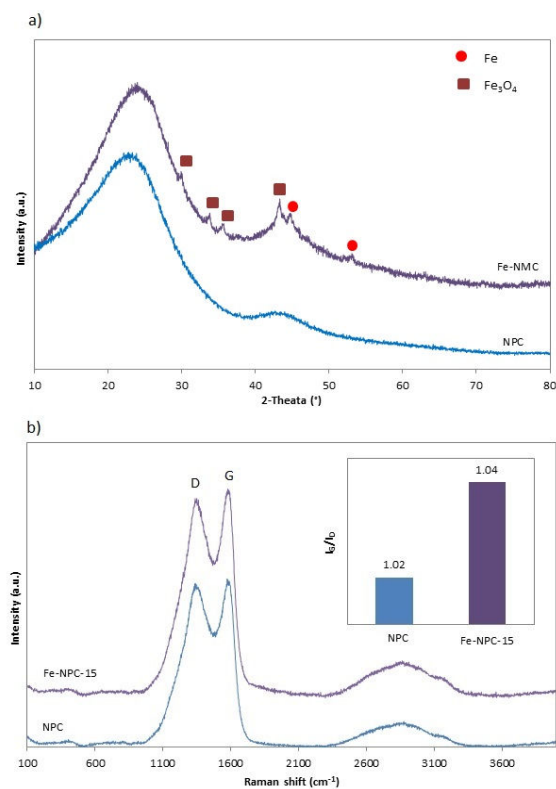 a)
Fe
Fe₃O₄
Intensity (a.u.)
Fe-NMC
NPC
10 20 30 40 50 60 70 80
2-Theata (°)
b)
D G
1.04
1.02
I_G/I_D
NPC Fe-NPC-15
Intensity (a.u.)
Fe-NPC-15
NPC
100 600 1100 1600 2100 2600 3100 3600
Raman shift (cm⁻¹)